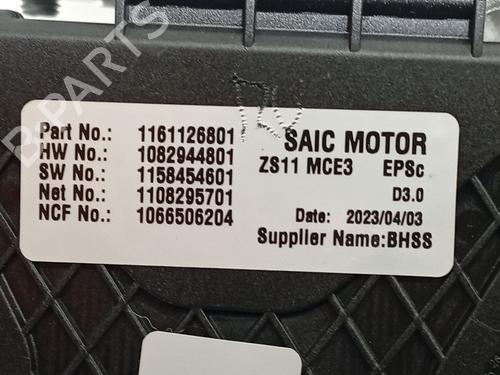 Part No.: 1161126801
HW No.: 1082944801
SW No.: 1158454601
Net No.: 1108295701
NCF No.: 1066506204
SAIC MOTOR
ZS11 MCE3 EPSc
D3.0
Date: 2023/04/03
Supplier Name:BHSS
B-PARTS